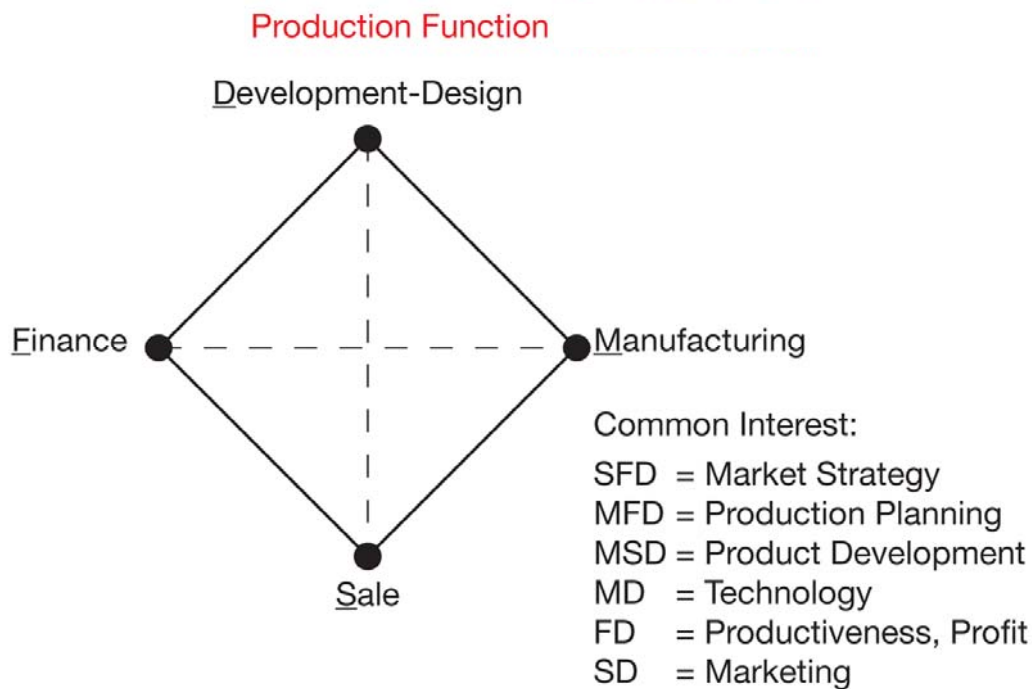 Production Function
Development-Design
Finance
Manufacturing
Sale
Common Interest:
SFD = Market Strategy
MFD = Production Planning
MSD = Product Development
MD = Technology
FD = Productiveness, Profit
SD = Marketing